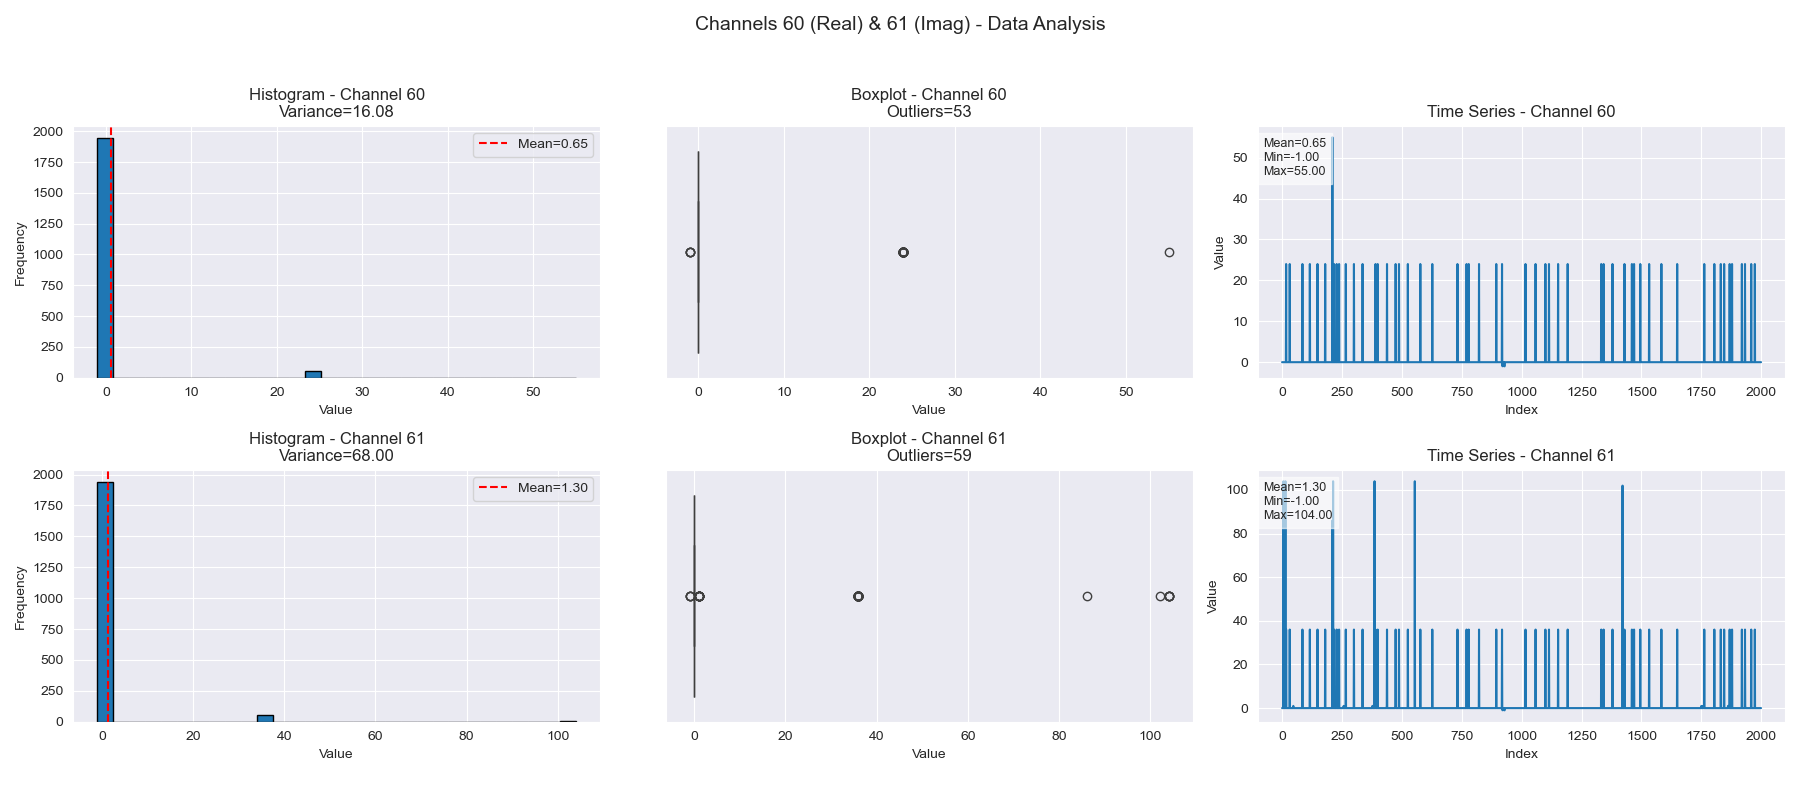 Channels 60 (Real) & 61 (Imag) - Data Analysis
Histogram - Channel 60
Variance=16.08
Frequency
2000
1750
1500
1250
1000
750
500
250
0
Mean=0.65
0 10 20 30 40 50
Value
Boxplot - Channel 60
Outliers=53
0 10 20 30 40 50
Value
Time Series - Channel 60
Mean=0.65
Min=-1.00
Max=55.00
Value
50
40
30
20
10
0
0 250 500 750 1000 1250 1500 1750 2000
Index
Histogram - Channel 61
Variance=68.00
Frequency
2000
1750
1500
1250
1000
750
500
250
0
Mean=1.30
0 20 40 60 80 100
Value
Boxplot - Channel 61
Outliers=59
0 20 40 60 80 100
Value
Time Series - Channel 61
Mean=1.30
Min=-1.00
Max=104.00
Value
100
80
60
40
20
0
0 250 500 750 1000 1250 1500 1750 2000
Index